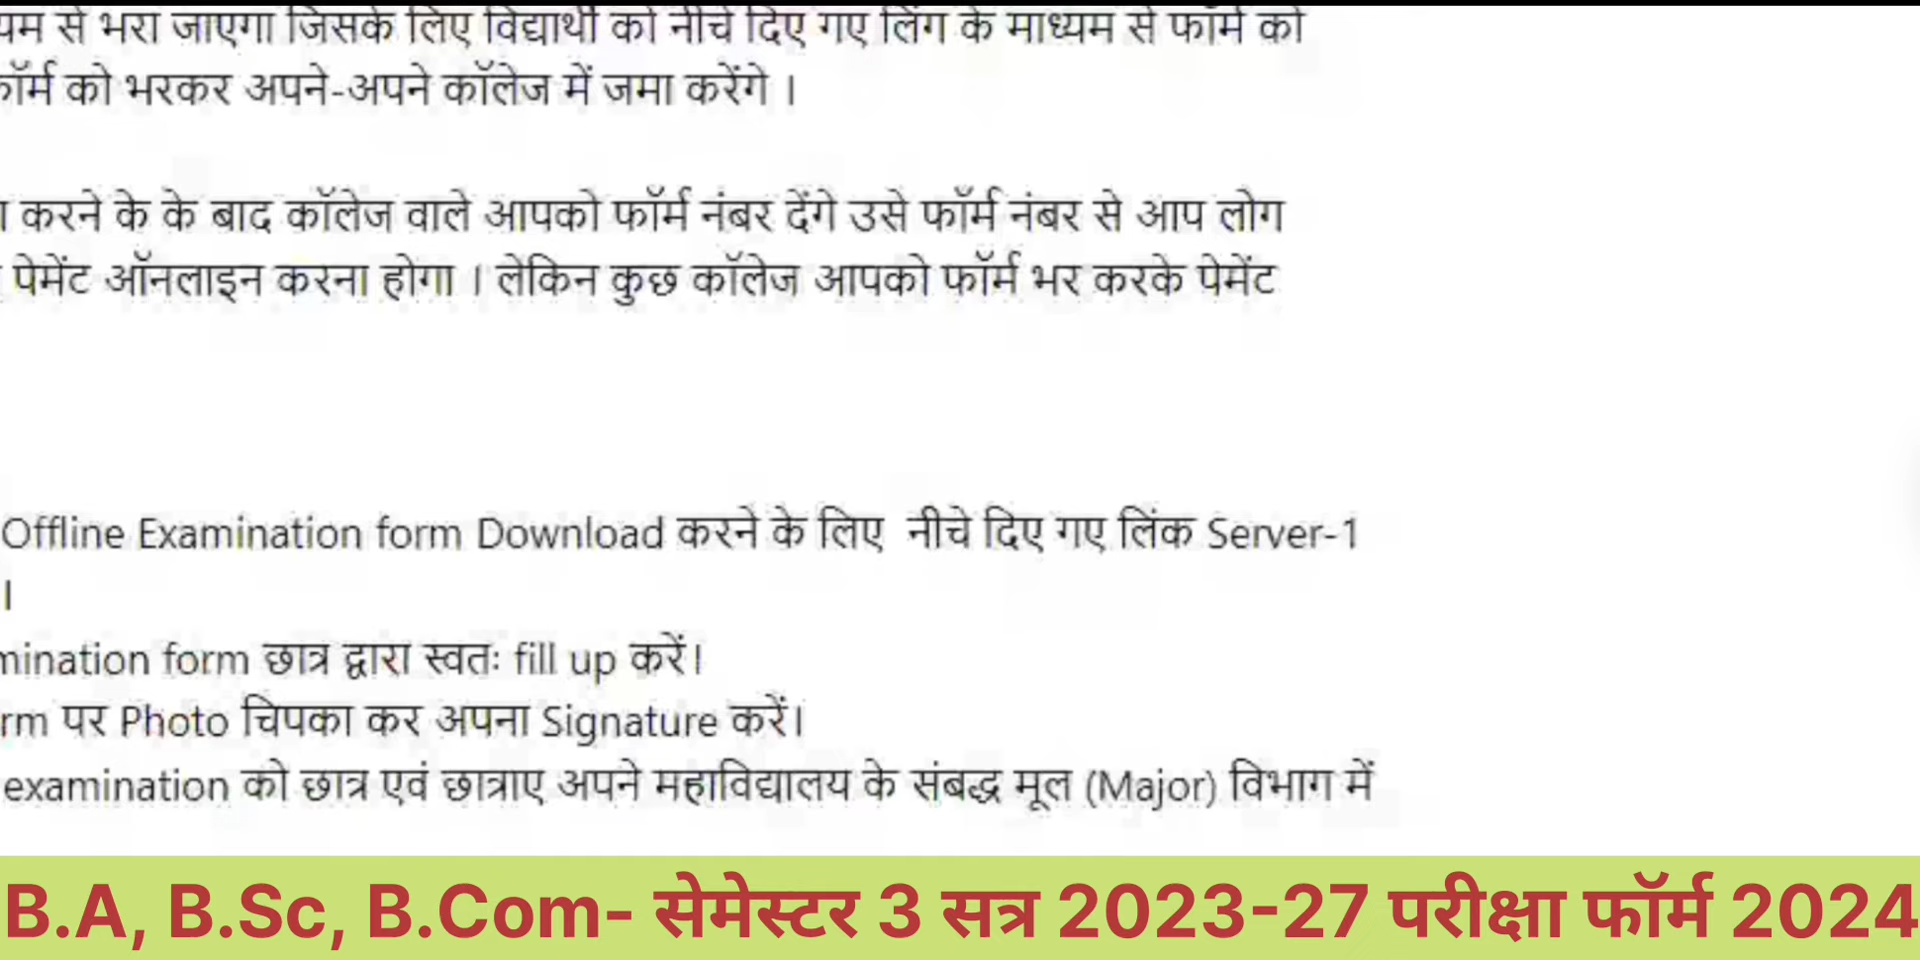 यम से भरा जाएगा जिसके लिए विद्यार्थी को नीचे दिए गए लिंग के माध्यम से फॉर्म को
फॉर्म को भरकर अपने-अपने कॉलेज में जमा करेंगे ।
करने के के बाद कॉलेज वाले आपको फॉर्म नंबर देंगे उसे फॉर्म नंबर से आप लोग
पेमेंट ऑनलाइन करना होगा । लेकिन कुछ कॉलेज आपको फॉर्म भर करके पेमेंट
Offline Examination form Download करने के लिए नीचे दिए गए लिंक Server-1
।
mination form छात्र द्वारा स्वतः fill up करें।
rm पर Photo चिपका कर अपना Signature करें।
examination को छात्र एवं छात्राए अपने महाविद्यालय के संबद्ध मूल (Major) विभाग में
B.A, B.Sc, B.Com- सेमेस्टर 3 सत्र 2023-27 परीक्षा फॉर्म 2024